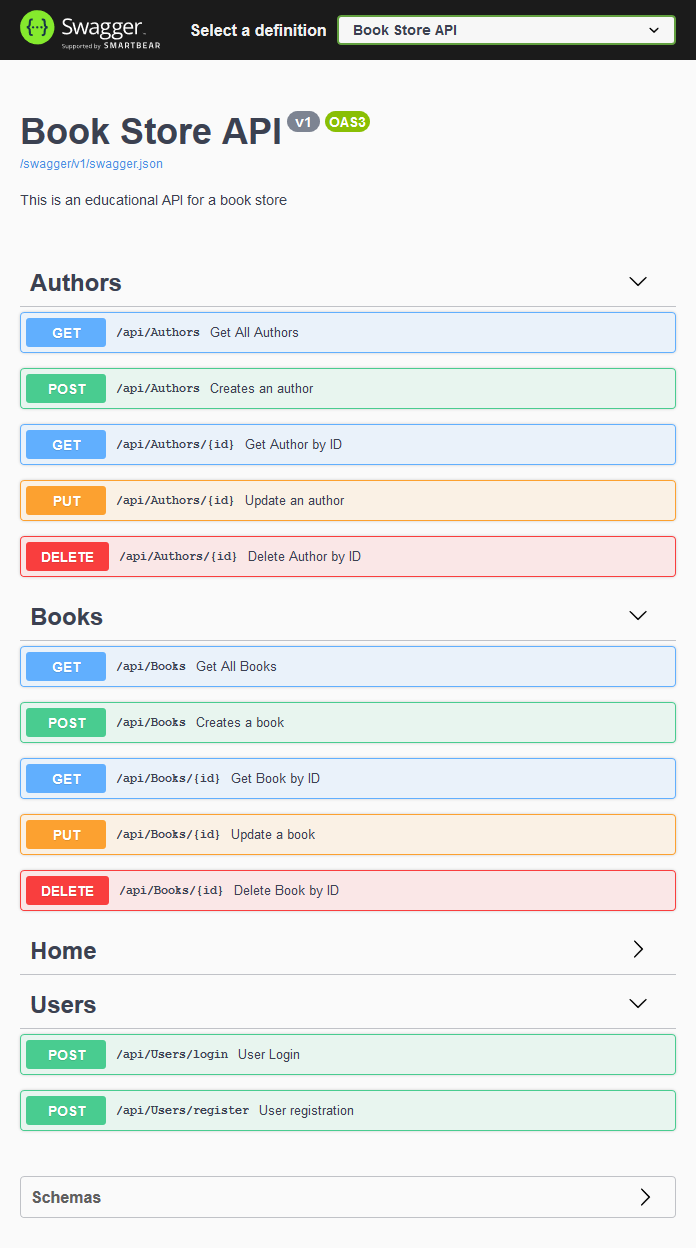 Swagger
Supported by SMARTBEAR
Select a definition
Book Store API
Book Store API v1 OAS3
/swagger/v1/swagger.json
This is an educational API for a book store
Authors
GET /api/Authors Get All Authors
POST /api/Authors Creates an author
GET /api/Authors/{id} Get Author by ID
PUT /api/Authors/{id} Update an author
DELETE /api/Authors/{id} Delete Author by ID
Books
GET /api/Books Get All Books
POST /api/Books Creates a book
GET /api/Books/{id} Get Book by ID
PUT /api/Books/{id} Update a book
DELETE /api/Books/{id} Delete Book by ID
Home
Users
POST /api/Users/login User Login
POST /api/Users/register User registration
Schemas